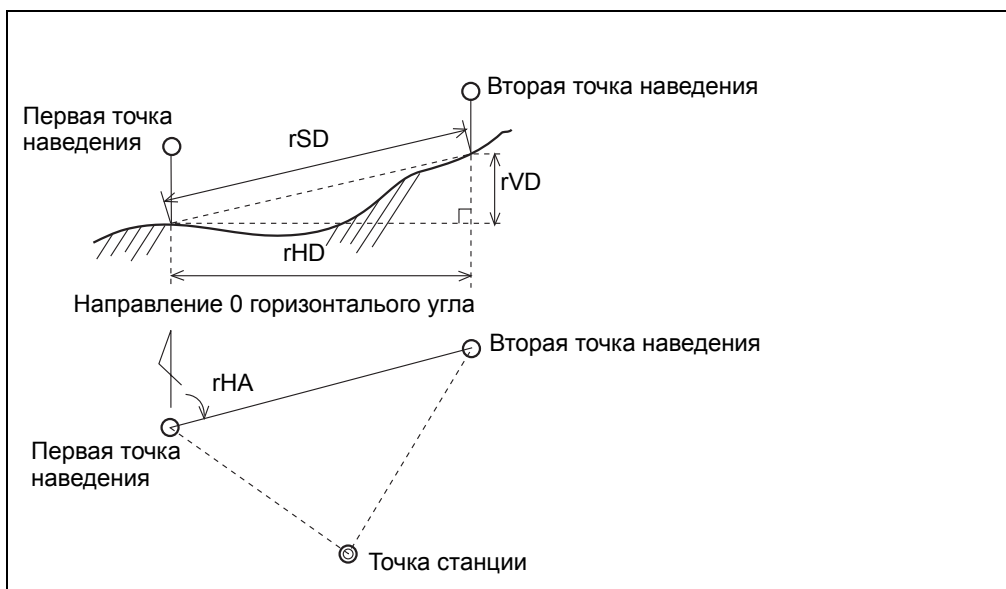 Вторая точка наведения
Первая точка
наведения
rSD
rVD
rHD
Направление 0 горизонталього угла
Вторая точка наведения
rHA
Первая точка
наведения
Точка станции